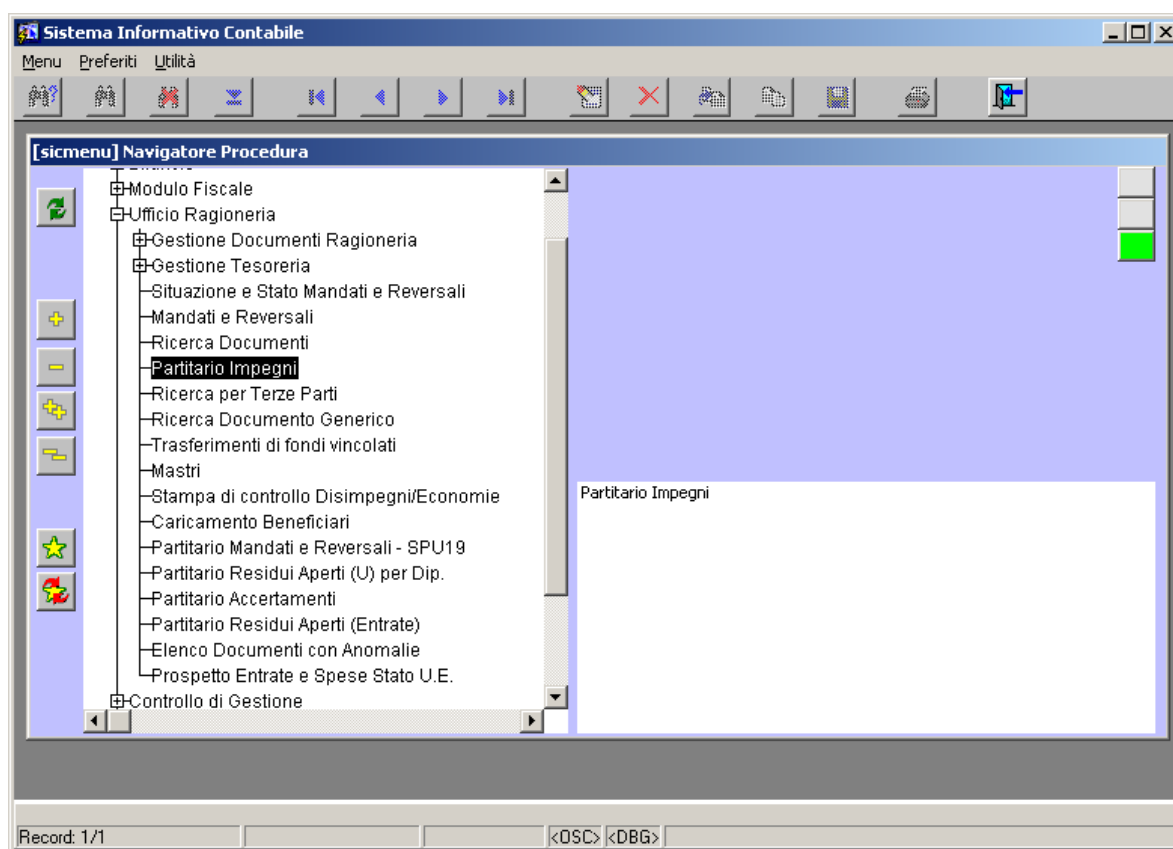 Sistema Informativo Contabile
Menu Preferiti Utilità
[sicmenu] Navigatore Procedura
Modulo Fiscale
Ufficio Ragioneria
Gestione Documenti Ragioneria
Gestione Tesoreria
Situazione e Stato Mandati e Reversali
Mandati e Reversali
Ricerca Documenti
Partitario Impegni
Ricerca per Terze Parti
Ricerca Documento Generico
Trasferimenti di fondi vincolati
Mastri
Stampa di controllo Disimpegni/Economie
Caricamento Beneficiari
Partitario Mandati e Reversali - SPU19
Partitario Residui Aperti (U) per Dip.
Partitario Accertamenti
Partitario Residui Aperti (Entrate)
Elenco Documenti con Anomalie
Prospetto Entrate e Spese Stato U.E.
Controllo di Gestione
Partitario Impegni
Record: 1/1 <OSC> <DBG>